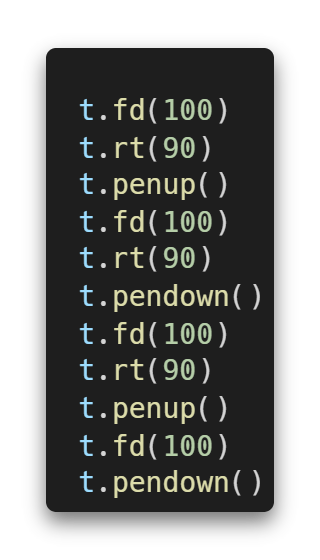 t.fd(100)
t.rt(90)
t.penup()
t.fd(100)
t.rt(90)
t.pendown()
t.fd(100)
t.rt(90)
t.penup()
t.fd(100)
t.pendown()